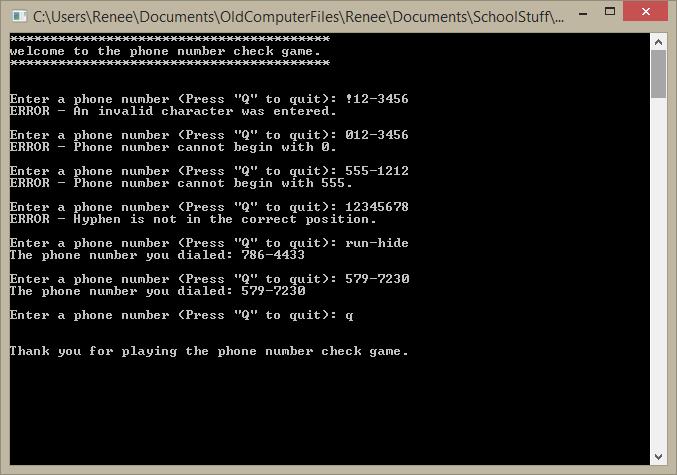 C:\Users\Renee\Documents\OldComputerFiles\Renee\Documents\SchoolStuff\...
****************************************
welcome to the phone number check game.
****************************************
Enter a phone number (Press "Q" to quit): !12-3456
ERROR - An invalid character was entered.
Enter a phone number (Press "Q" to quit): 012-3456
ERROR - Phone number cannot begin with 0.
Enter a phone number (Press "Q" to quit): 555-1212
ERROR - Phone number cannot begin with 555.
Enter a phone number (Press "Q" to quit): 12345678
ERROR - Hyphen is not in the correct position.
Enter a phone number (Press "Q" to quit): run-hide
The phone number you dialed: 786-4433
Enter a phone number (Press "Q" to quit): 579-7230
The phone number you dialed: 579-7230
Enter a phone number (Press "Q" to quit): q
Thank you for playing the phone number check game.